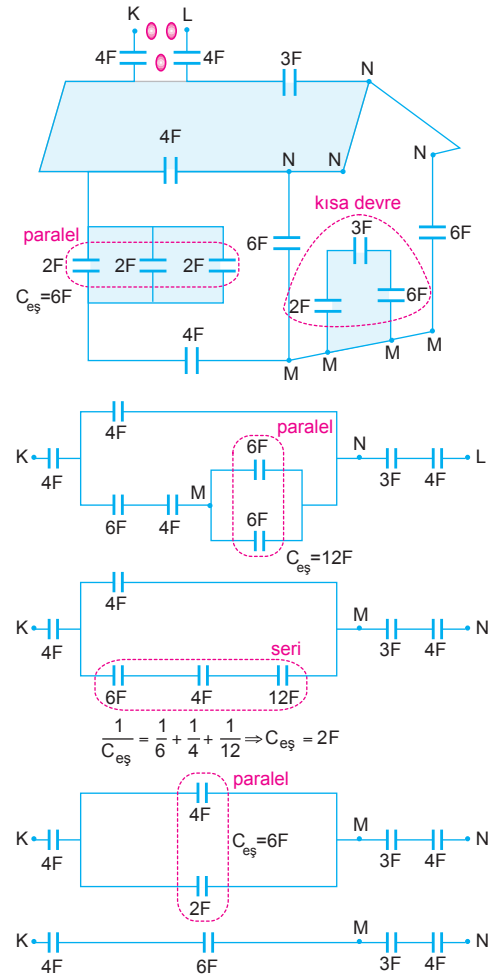 K L
4F 4F 3F N
4F N N N
kısa devre
paralel 3F
6F 6F
2F 2F 2F 2F 6F
Ceş=6F
4F
M M M M
4F paralel
6F
K 4F M N 3F 4F L
6F 4F 6F
Ceş=12F
4F
K 4F M 3F 4F N
seri
6F 4F 12F
1/Ceş = 1/6 + 1/4 + 1/12 ⇒ Ceş = 2F
paralel
4F
K 4F Ceş=6F M 3F 4F N
2F
K M N
4F 6F 3F 4F